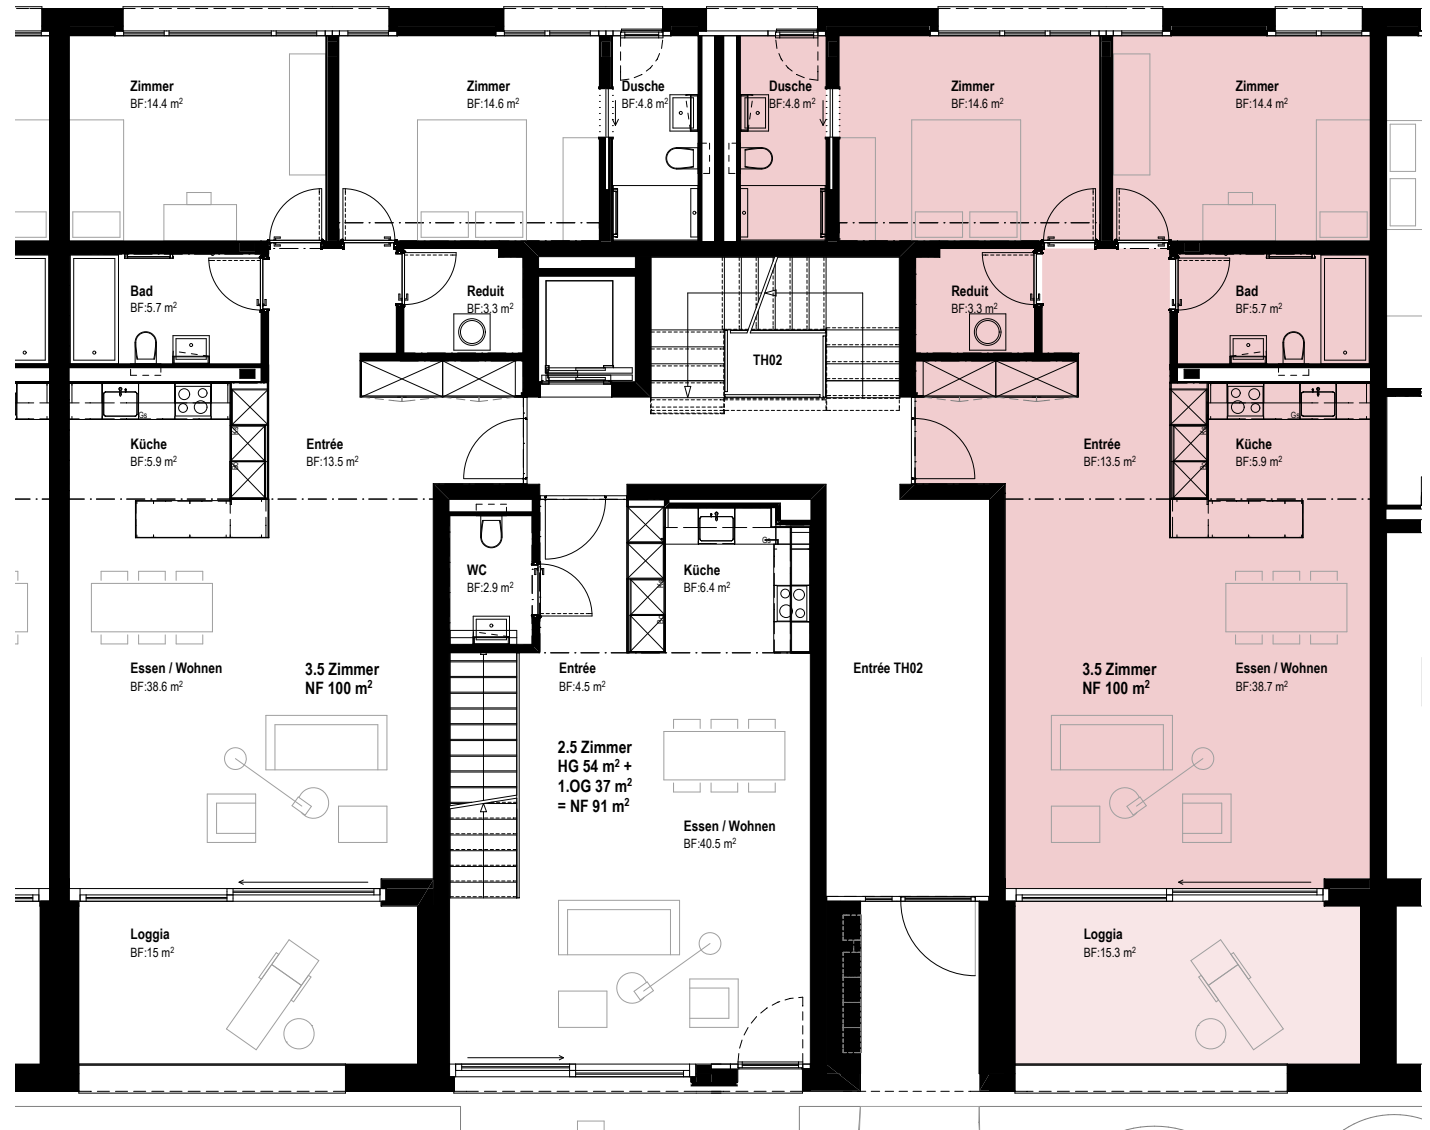 Zimmer
BF:14.4 m²
Zimmer
BF:14.6 m²
Dusche
BF:4.8 m²
Dusche
BF:4.8 m²
Zimmer
BF:14.6 m²
Zimmer
BF:14.4 m²
Bad
BF:5.7 m²
Reduit
BF:3.3 m²
TH02
Reduit
BF:3.3 m²
Bad
BF:5.7 m²
Küche
BF:5.9 m²
Gs
Entrée
BF:13.5 m²
Entrée
BF:13.5 m²
Küche
BF:5.9 m²
Gs
WC
BF:2.9 m²
Küche
BF:6.4 m²
Gs
Essen / Wohnen
BF:38.6 m²
3.5 Zimmer
NF 100 m²
Entrée
BF:4.5 m²
Entrée TH02
3.5 Zimmer
NF 100 m²
Essen / Wohnen
BF:38.7 m²
2.5 Zimmer
HG 54 m² +
1.OG 37 m²
= NF 91 m²
Essen / Wohnen
BF:40.5 m²
Loggia
BF:15 m²
Loggia
BF:15.3 m²